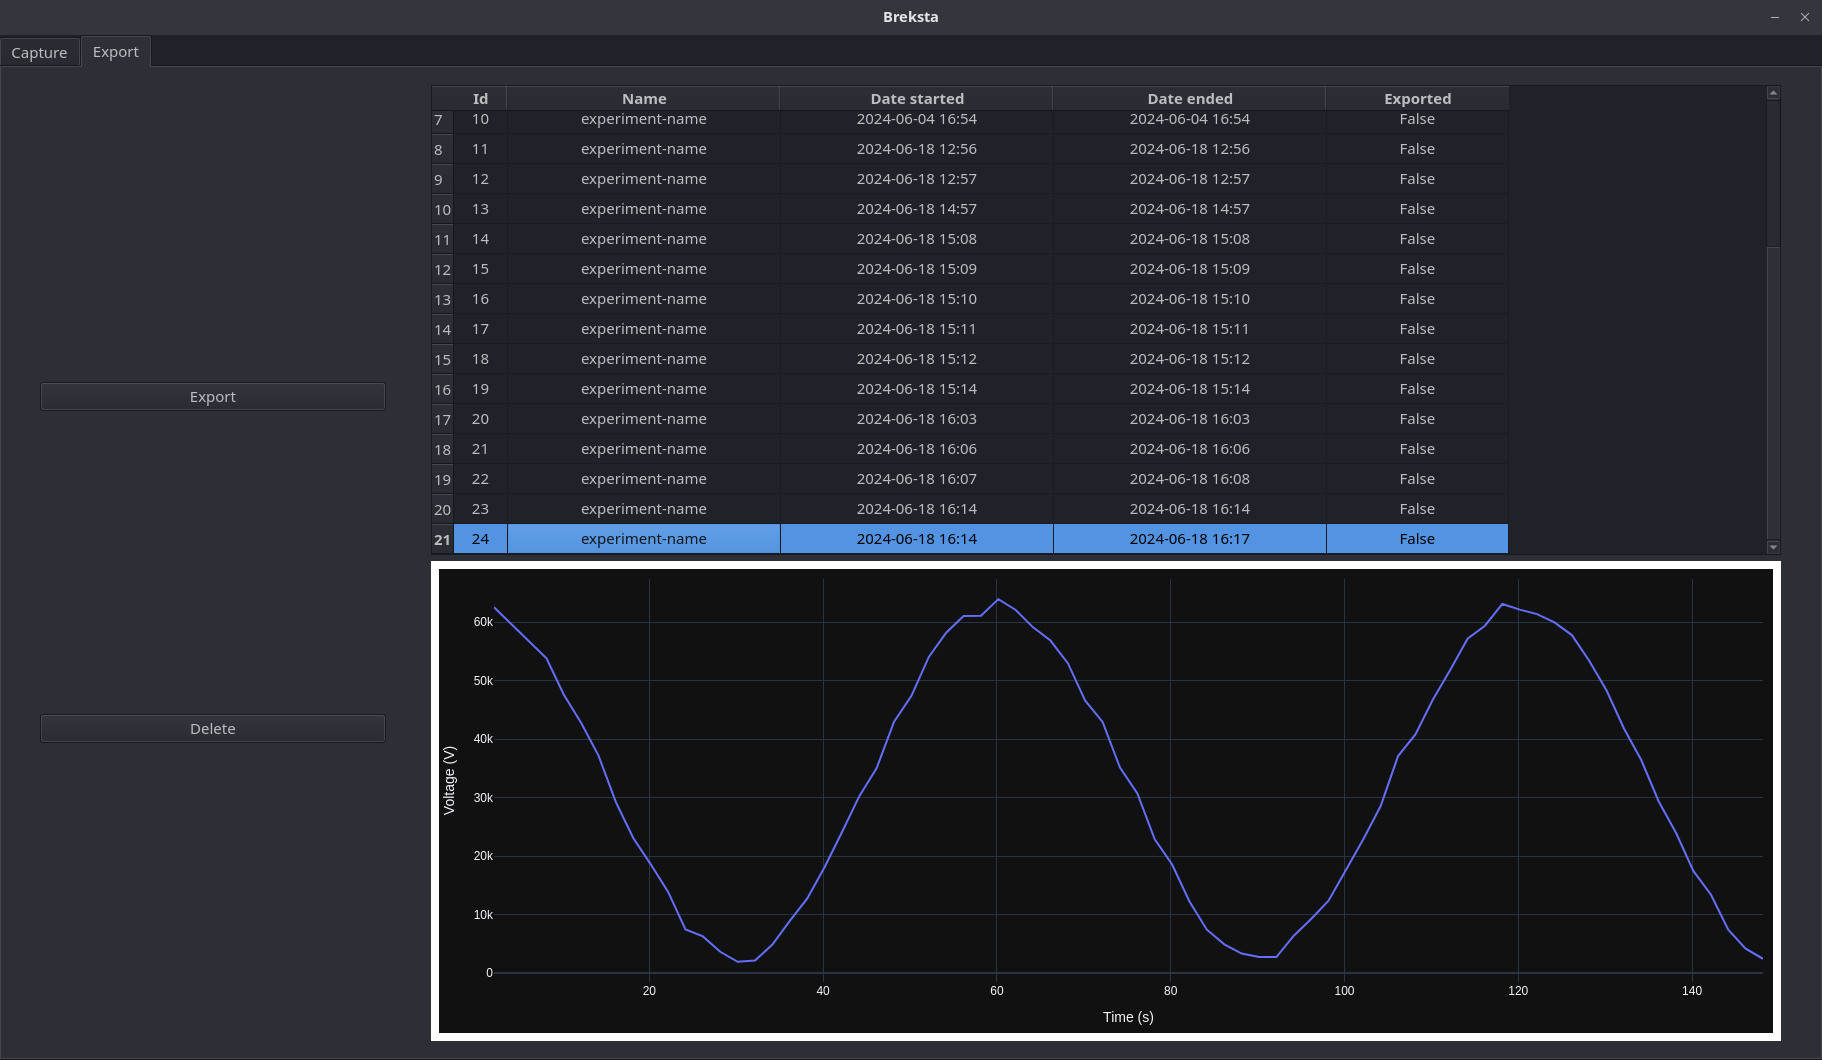 Breksta
Capture Export
Id Name Date started Date ended Exported
7 10 experiment-name 2024-06-04 16:54 2024-06-04 16:54 False
8 11 experiment-name 2024-06-18 12:56 2024-06-18 12:56 False
9 12 experiment-name 2024-06-18 12:57 2024-06-18 12:57 False
10 13 experiment-name 2024-06-18 14:57 2024-06-18 14:57 False
11 14 experiment-name 2024-06-18 15:08 2024-06-18 15:08 False
12 15 experiment-name 2024-06-18 15:09 2024-06-18 15:09 False
13 16 experiment-name 2024-06-18 15:10 2024-06-18 15:10 False
14 17 experiment-name 2024-06-18 15:11 2024-06-18 15:11 False
15 18 experiment-name 2024-06-18 15:12 2024-06-18 15:12 False
16 19 experiment-name 2024-06-18 15:14 2024-06-18 15:14 False
17 20 experiment-name 2024-06-18 16:03 2024-06-18 16:03 False
18 21 experiment-name 2024-06-18 16:06 2024-06-18 16:06 False
19 22 experiment-name 2024-06-18 16:07 2024-06-18 16:08 False
20 23 experiment-name 2024-06-18 16:14 2024-06-18 16:14 False
21 24 experiment-name 2024-06-18 16:14 2024-06-18 16:17 False
Export
Delete
60k
50k
40k
30k
20k
10k
0
Voltage (V)
20 40 60 80 100 120 140
Time (s)